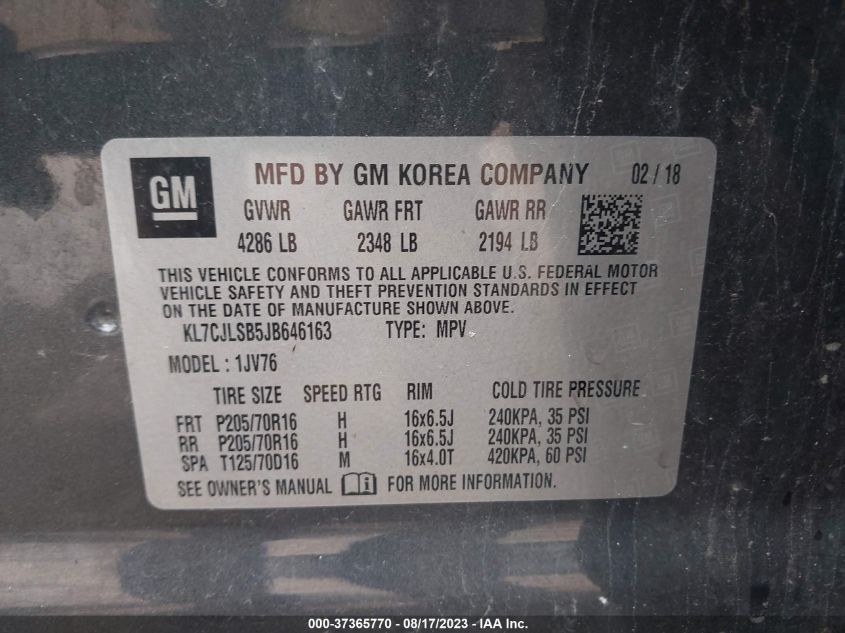 GM
MFD BY GM KOREA COMPANY 02 / 18
GVWR GAWR FRT GAWR RR
4286 LB 2348 LB 2194 LB
THIS VEHICLE CONFORMS TO ALL APPLICABLE U.S. FEDERAL MOTOR
VEHICLE SAFETY AND THEFT PREVENTION STANDARDS IN EFFECT
ON THE DATE OF MANUFACTURE SHOWN ABOVE.
KL7CJLSB5JB646163 TYPE: MPV
MODEL : 1JV76
TIRE SIZE SPEED RTG RIM COLD TIRE PRESSURE
FRT P205/70R16 H 16x6.5J 240KPA, 35 PSI
RR P205/70R16 H 16x6.5J 240KPA, 35 PSI
SPA T125/70D16 M 16x4.0T 420KPA, 60 PSI
SEE OWNER'S MANUAL i FOR MORE INFORMATION.
000-37365770 - 08/17/2023 - IAA Inc.